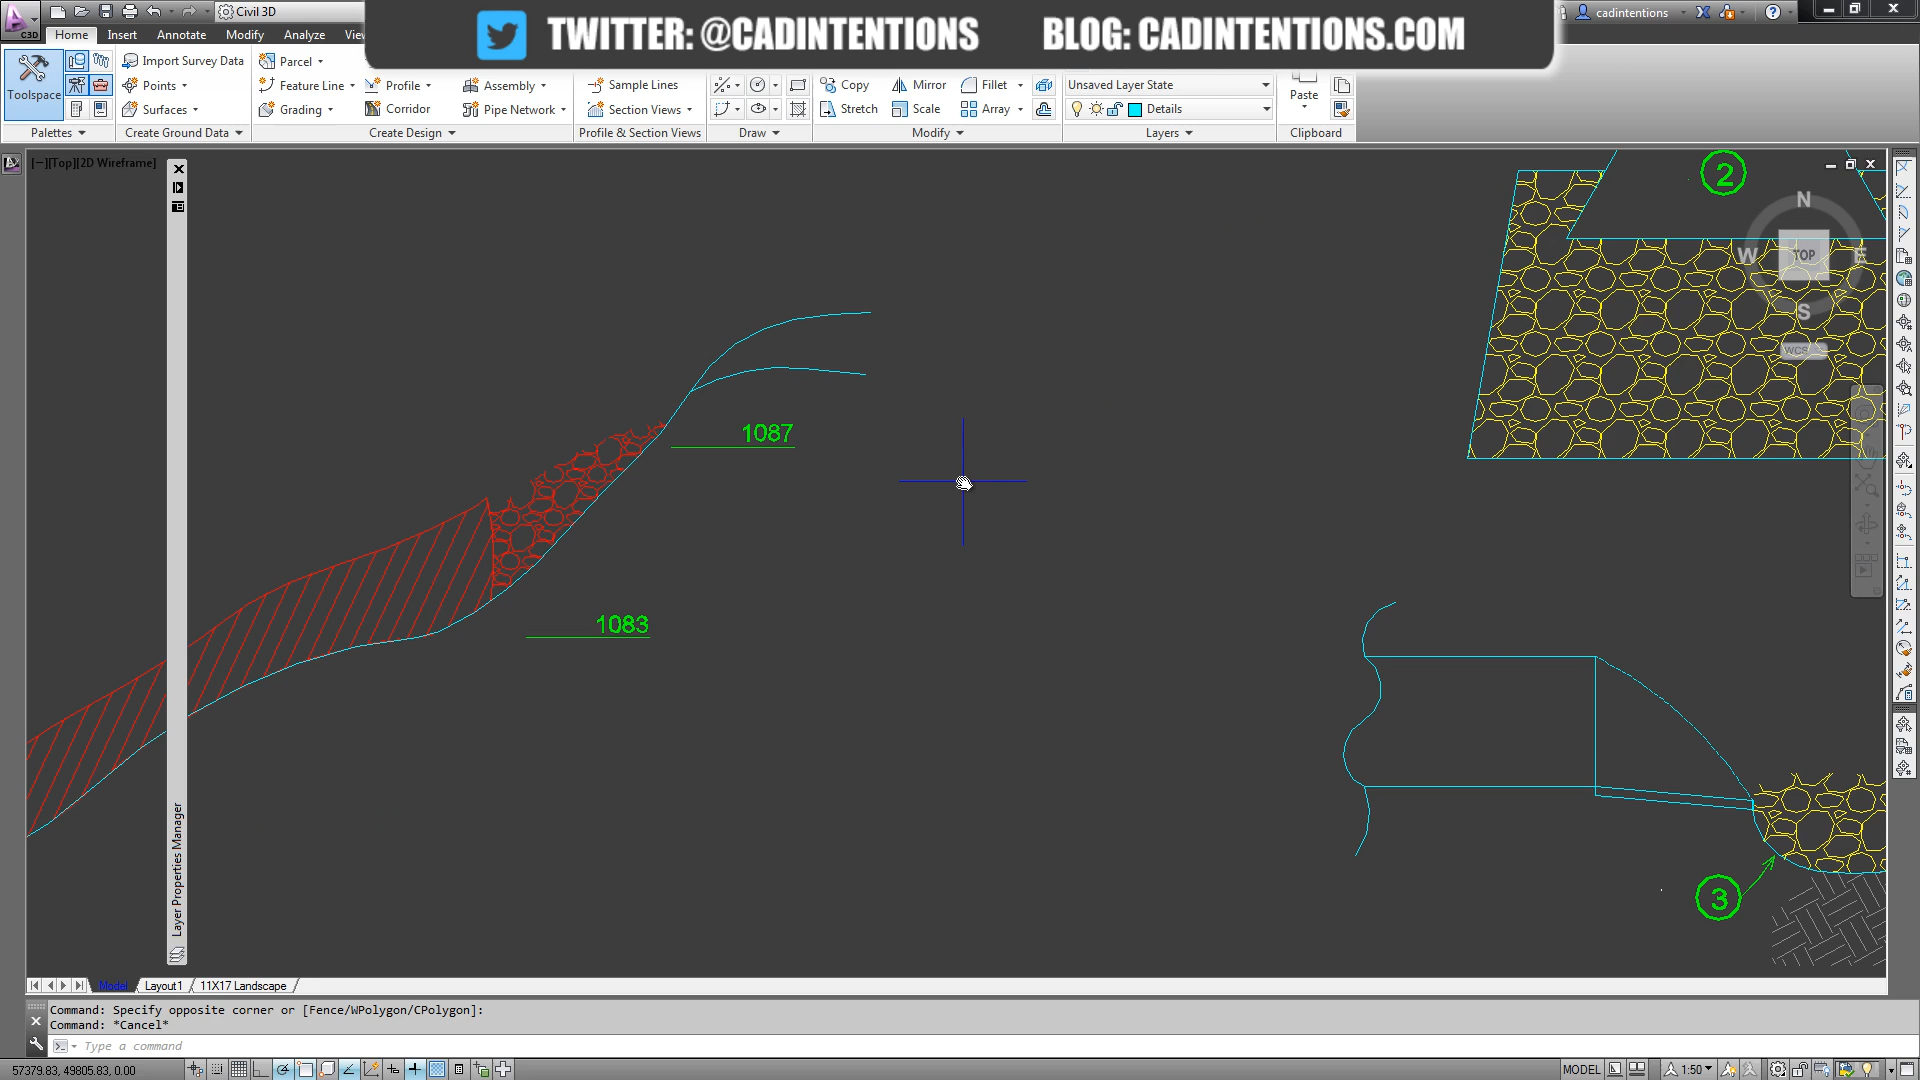 Civil 3D
TWITTER: @CADINTENTIONS
BLOG: CADINTENTIONS.COM
cadintentions
C3D
Home
Insert
Annotate
Modify
Analyze
Toolspace
Import Survey Data
Parcel
Points
Feature Line
Profile
Assembly
Sample Lines
Copy
Mirror
Fillet
Unsaved Layer State
Paste
Surfaces
Grading
Corridor
Pipe Network
Section Views
Stretch
Scale
Array
Details
Palettes
Create Ground Data
Create Design
Profile & Section Views
Draw
Modify
Layers
Clipboard
[−][Top][2D Wireframe]
2
N
W
TOP
E
S
WCS
1087
1083
3
Layer Properties Manager
Model
Layout1
11X17 Landscape
Command: Specify opposite corner or [Fence/WPolygon/CPolygon]:
Command: *Cancel*
Type a command
57379.83, 49805.83, 0.00
MODEL
1:50